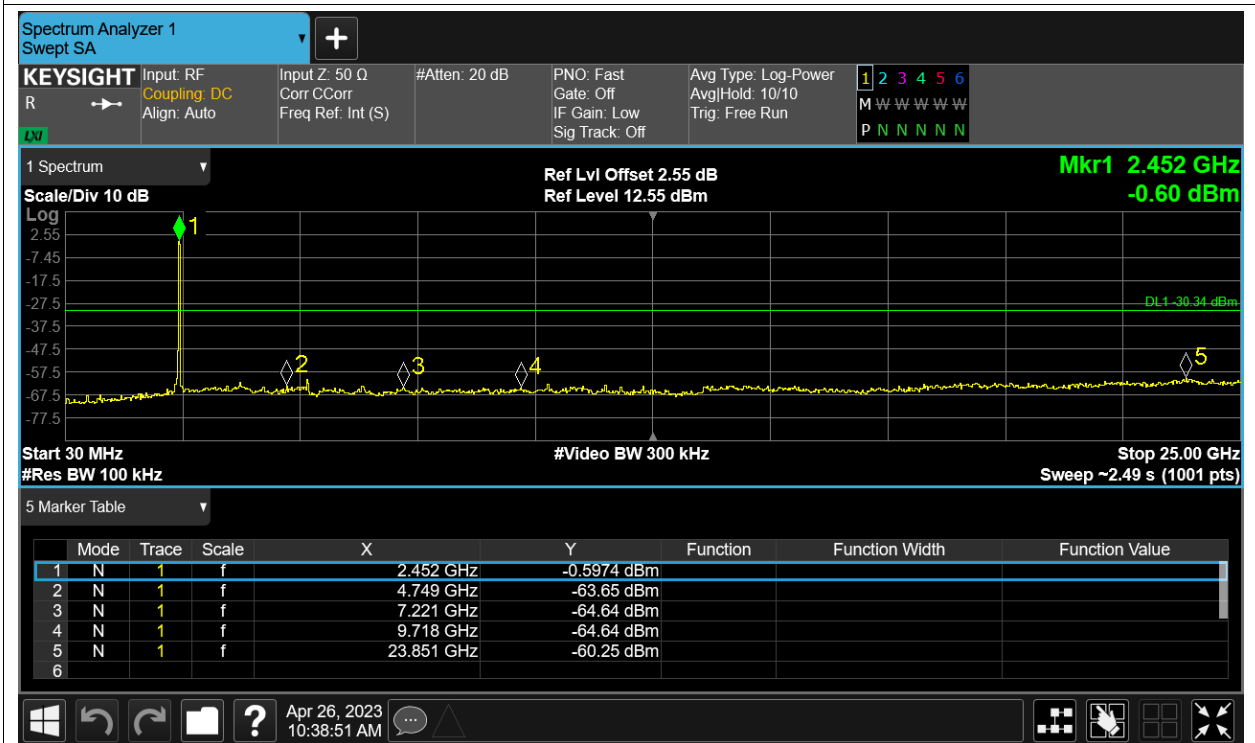 Spectrum Analyzer 1
Swept SA
KEYSIGHT Input: RF Input Z: 50 Ω #Atten: 20 dB PNO: Fast Avg Type: Log-Power 1 2 3 4 5 6
R Coupling: DC Corr CCorr Gate: Off Avg|Hold: 10/10 M W W W W W
Align: Auto Freq Ref: Int (S) IF Gain: Low Trig: Free Run
LXI Sig Track: Off P N N N N N
1 Spectrum Ref Lvl Offset 2.55 dB Mkr1 2.452 GHz
Scale/Div 10 dB Ref Level 12.55 dBm -0.60 dBm
Log
1
2.55
-7.45
-17.5
-27.5 DL1 -30.34 dBm
-37.5
-47.5
2 3 4 5
-57.5
-67.5
-77.5
Start 30 MHz #Video BW 300 kHz Stop 25.00 GHz
#Res BW 100 kHz Sweep ~2.49 s (1001 pts)
5 Marker Table
Mode Trace Scale X Y Function Function Width Function Value
1 N 1 f 2.452 GHz -0.5974 dBm
2 N 1 f 4.749 GHz -63.65 dBm
3 N 1 f 7.221 GHz -64.64 dBm
4 N 1 f 9.718 GHz -64.64 dBm
5 N 1 f 23.851 GHz -60.25 dBm
6
? Apr 26, 2023
10:38:51 AM